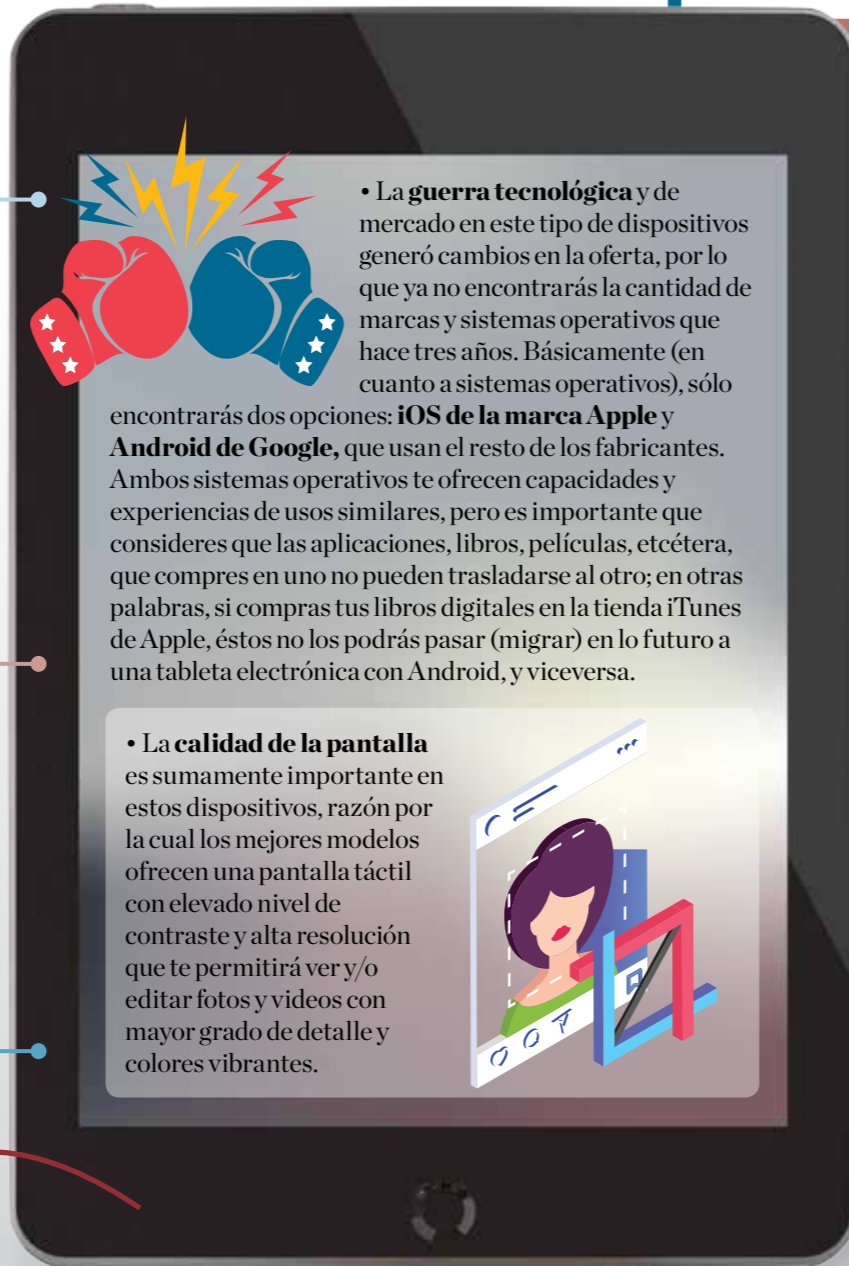 • La guerra tecnológica y de
mercado en este tipo de dispositivos
generó cambios en la oferta, por lo
que ya no encontrarás la cantidad de
marcas y sistemas operativos que
hace tres años. Básicamente (en
cuanto a sistemas operativos), sólo
encontrarás dos opciones: iOS de la marca Apple y
Android de Google, que usan el resto de los fabricantes.
Ambos sistemas operativos te ofrecen capacidades y
experiencias de usos similares, pero es importante que
consideres que las aplicaciones, libros, películas, etcétera,
que compres en uno no pueden trasladarse al otro; en otras
palabras, si compras tus libros digitales en la tienda iTunes
de Apple, éstos no los podrás pasar (migrar) en lo futuro a
una tableta electrónica con Android, y viceversa.
• La calidad de la pantalla
es sumamente importante en
estos dispositivos, razón por
la cual los mejores modelos
ofrecen una pantalla táctil
con elevado nivel de
contraste y alta resolución
que te permitirá ver y/o
editar fotos y videos con
mayor grado de detalle y
colores vibrantes.